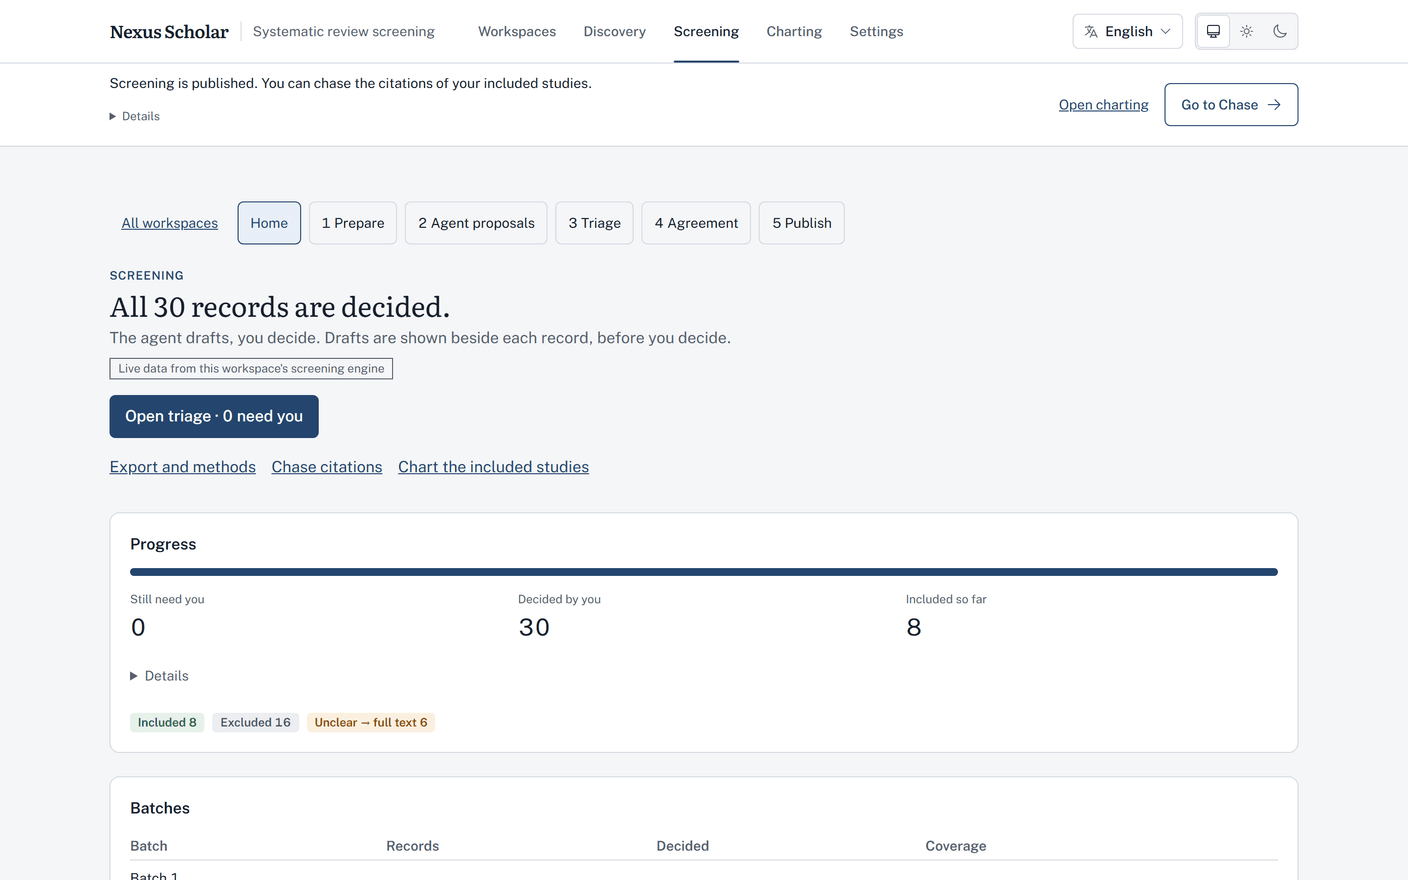 Nexus Scholar
Systematic review screening
Workspaces
Discovery
Screening
Charting
Settings
English
Screening is published. You can chase the citations of your included studies.
Details
Open charting
Go to Chase →
All workspaces
Home
1 Prepare
2 Agent proposals
3 Triage
4 Agreement
5 Publish
SCREENING
All 30 records are decided.
The agent drafts, you decide. Drafts are shown beside each record, before you decide.
Live data from this workspace's screening engine
Open triage · 0 need you
Export and methods
Chase citations
Chart the included studies
Progress
Still need you
0
Decided by you
30
Included so far
8
Details
Included 8
Excluded 16
Unclear → full text 6
Batches
Batch
Records
Decided
Coverage
Batch 1